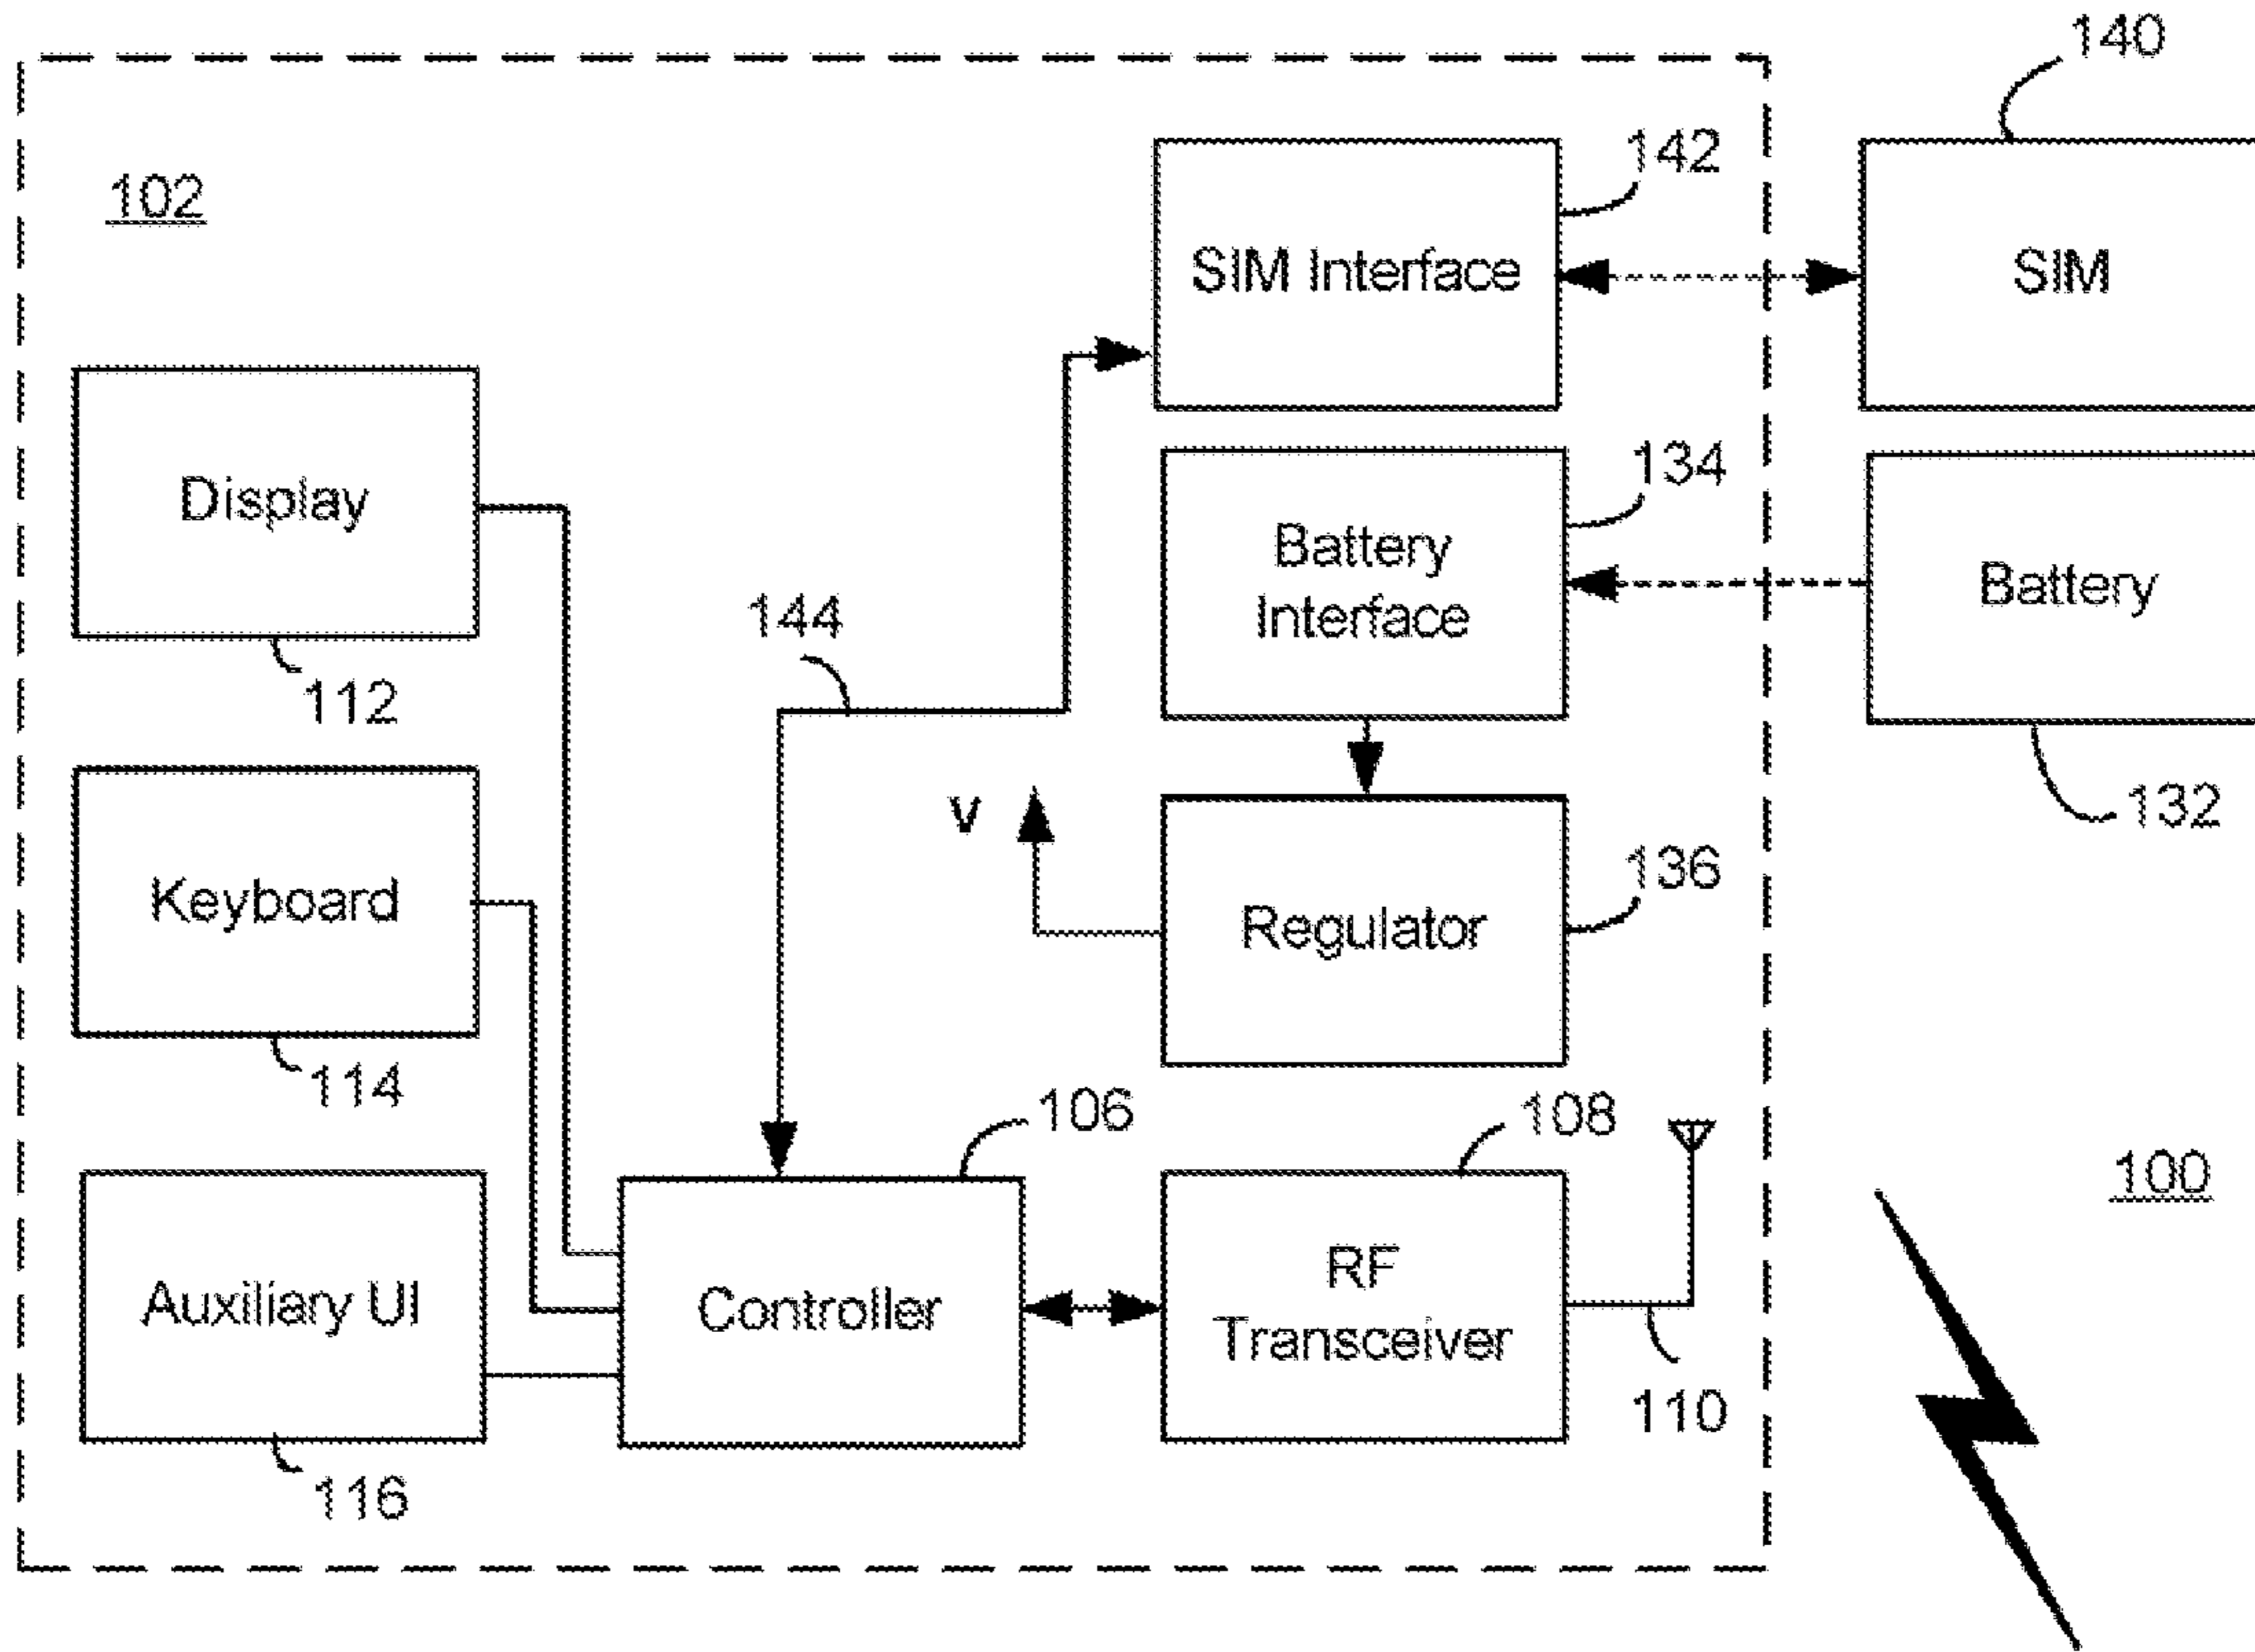 140
142
102
SIM Interface
SIM
134
Display
Battery
Interface
Battery
144
112
V
132
136
Keyboard
Regulator
114
106
108
100
Auxiliary UI
Controller
RF
Transceiver
110
116